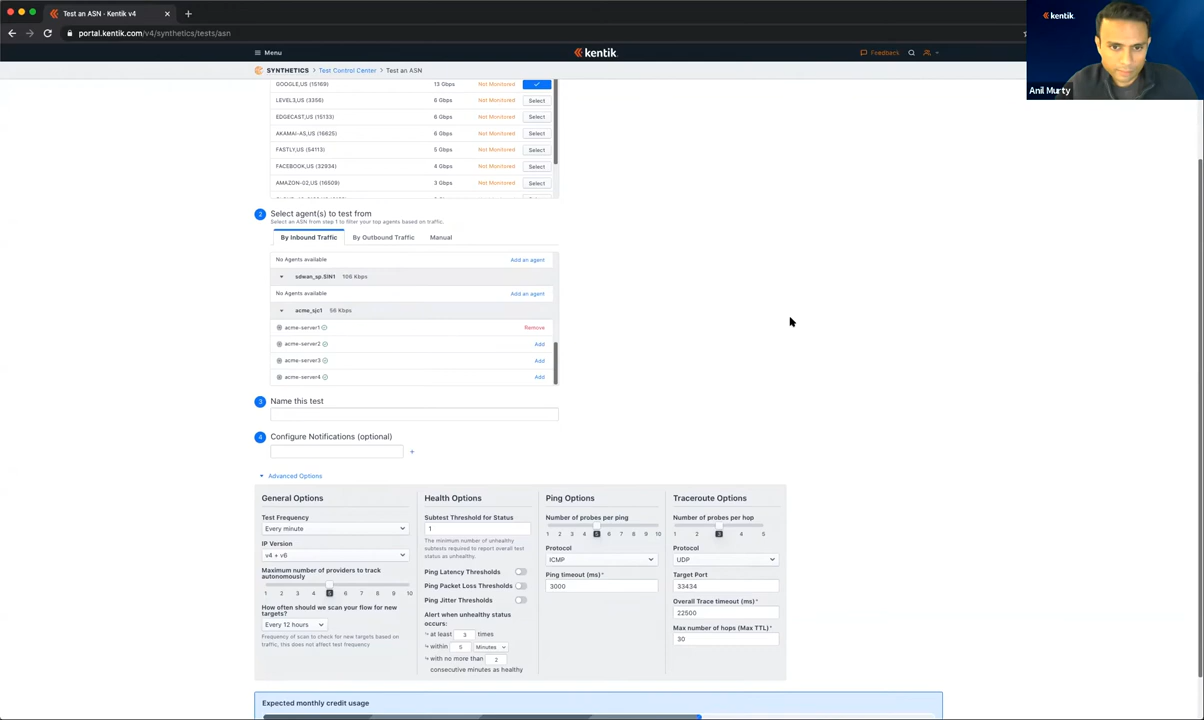 Test an ASN · Kentik v4
portal.kentik.com/v4/synthetics/tests/asn
kentik.
Anil Murty
Menu
kentik.
Feedback
SYNTHETICS Test Control Center Test an ASN
GOOGLE,US (15169) 13 Gbps Not Monitored
LEVEL3,US (3356) 6 Gbps Not Monitored Select
EDGECAST,US (15133) 6 Gbps Not Monitored Select
AKAMAI-AS,US (16625) 6 Gbps Not Monitored Select
FASTLY,US (54113) 5 Gbps Not Monitored Select
FACEBOOK,US (32934) 4 Gbps Not Monitored Select
AMAZON-02,US (16509) 3 Gbps Not Monitored Select
2 Select agent(s) to test from
Select an ASN from step 1 to filter your top agents based on traffic.
By Inbound Traffic By Outbound Traffic Manual
No Agents available Add an agent
sdwan_sp.SIN1 106 Kbps
No Agents available Add an agent
acme_sjc1 56 Kbps
acme-server1 Remove
acme-server2 Add
acme-server3 Add
acme-server4 Add
3 Name this test
4 Configure Notifications (optional)
+
Advanced Options
General Options Health Options Ping Options Traceroute Options
Test Frequency
Every minute
IP Version
v4 + v6
Maximum number of providers to track
autonomously
1 2 3 4 5 6 7 8 9 10
How often should we scan your flow for new
targets?
Every 12 hours
Frequency of scan to check for new targets based on
traffic, this does not affect test frequency
Subtest Threshold for Status
1
The minimum number of unhealthy
subtests required to report overall test
status as unhealthy.
Ping Latency Thresholds
Ping Packet Loss Thresholds
Ping Jitter Thresholds
Alert when unhealthy status
occurs:
at least 3 times
within 5 Minutes
with no more than 2
consecutive minutes as healthy
Number of probes per ping
1 2 3 4 5 6 7 8 9 10
Protocol
ICMP
Ping timeout (ms)*
3000
Number of probes per hop
1 2 3 4 5
Protocol
UDP
Target Port
33434
Overall Trace timeout (ms)*
22500
Max number of hops (Max TTL)*
30
Expected monthly credit usage